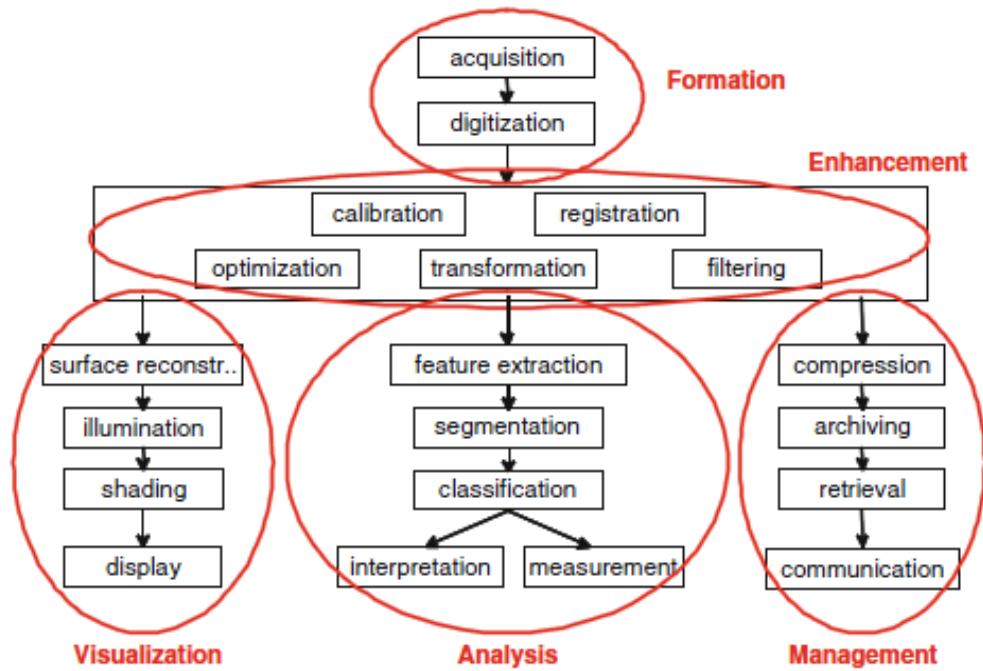 acquisition
Formation
digitization
Enhancement
calibration
registration
optimization
transformation
filtering
surface reconstr..
feature extraction
compression
illumination
segmentation
archiving
shading
classification
retrieval
display
interpretation
measurement
communication
Visualization
Analysis
Management